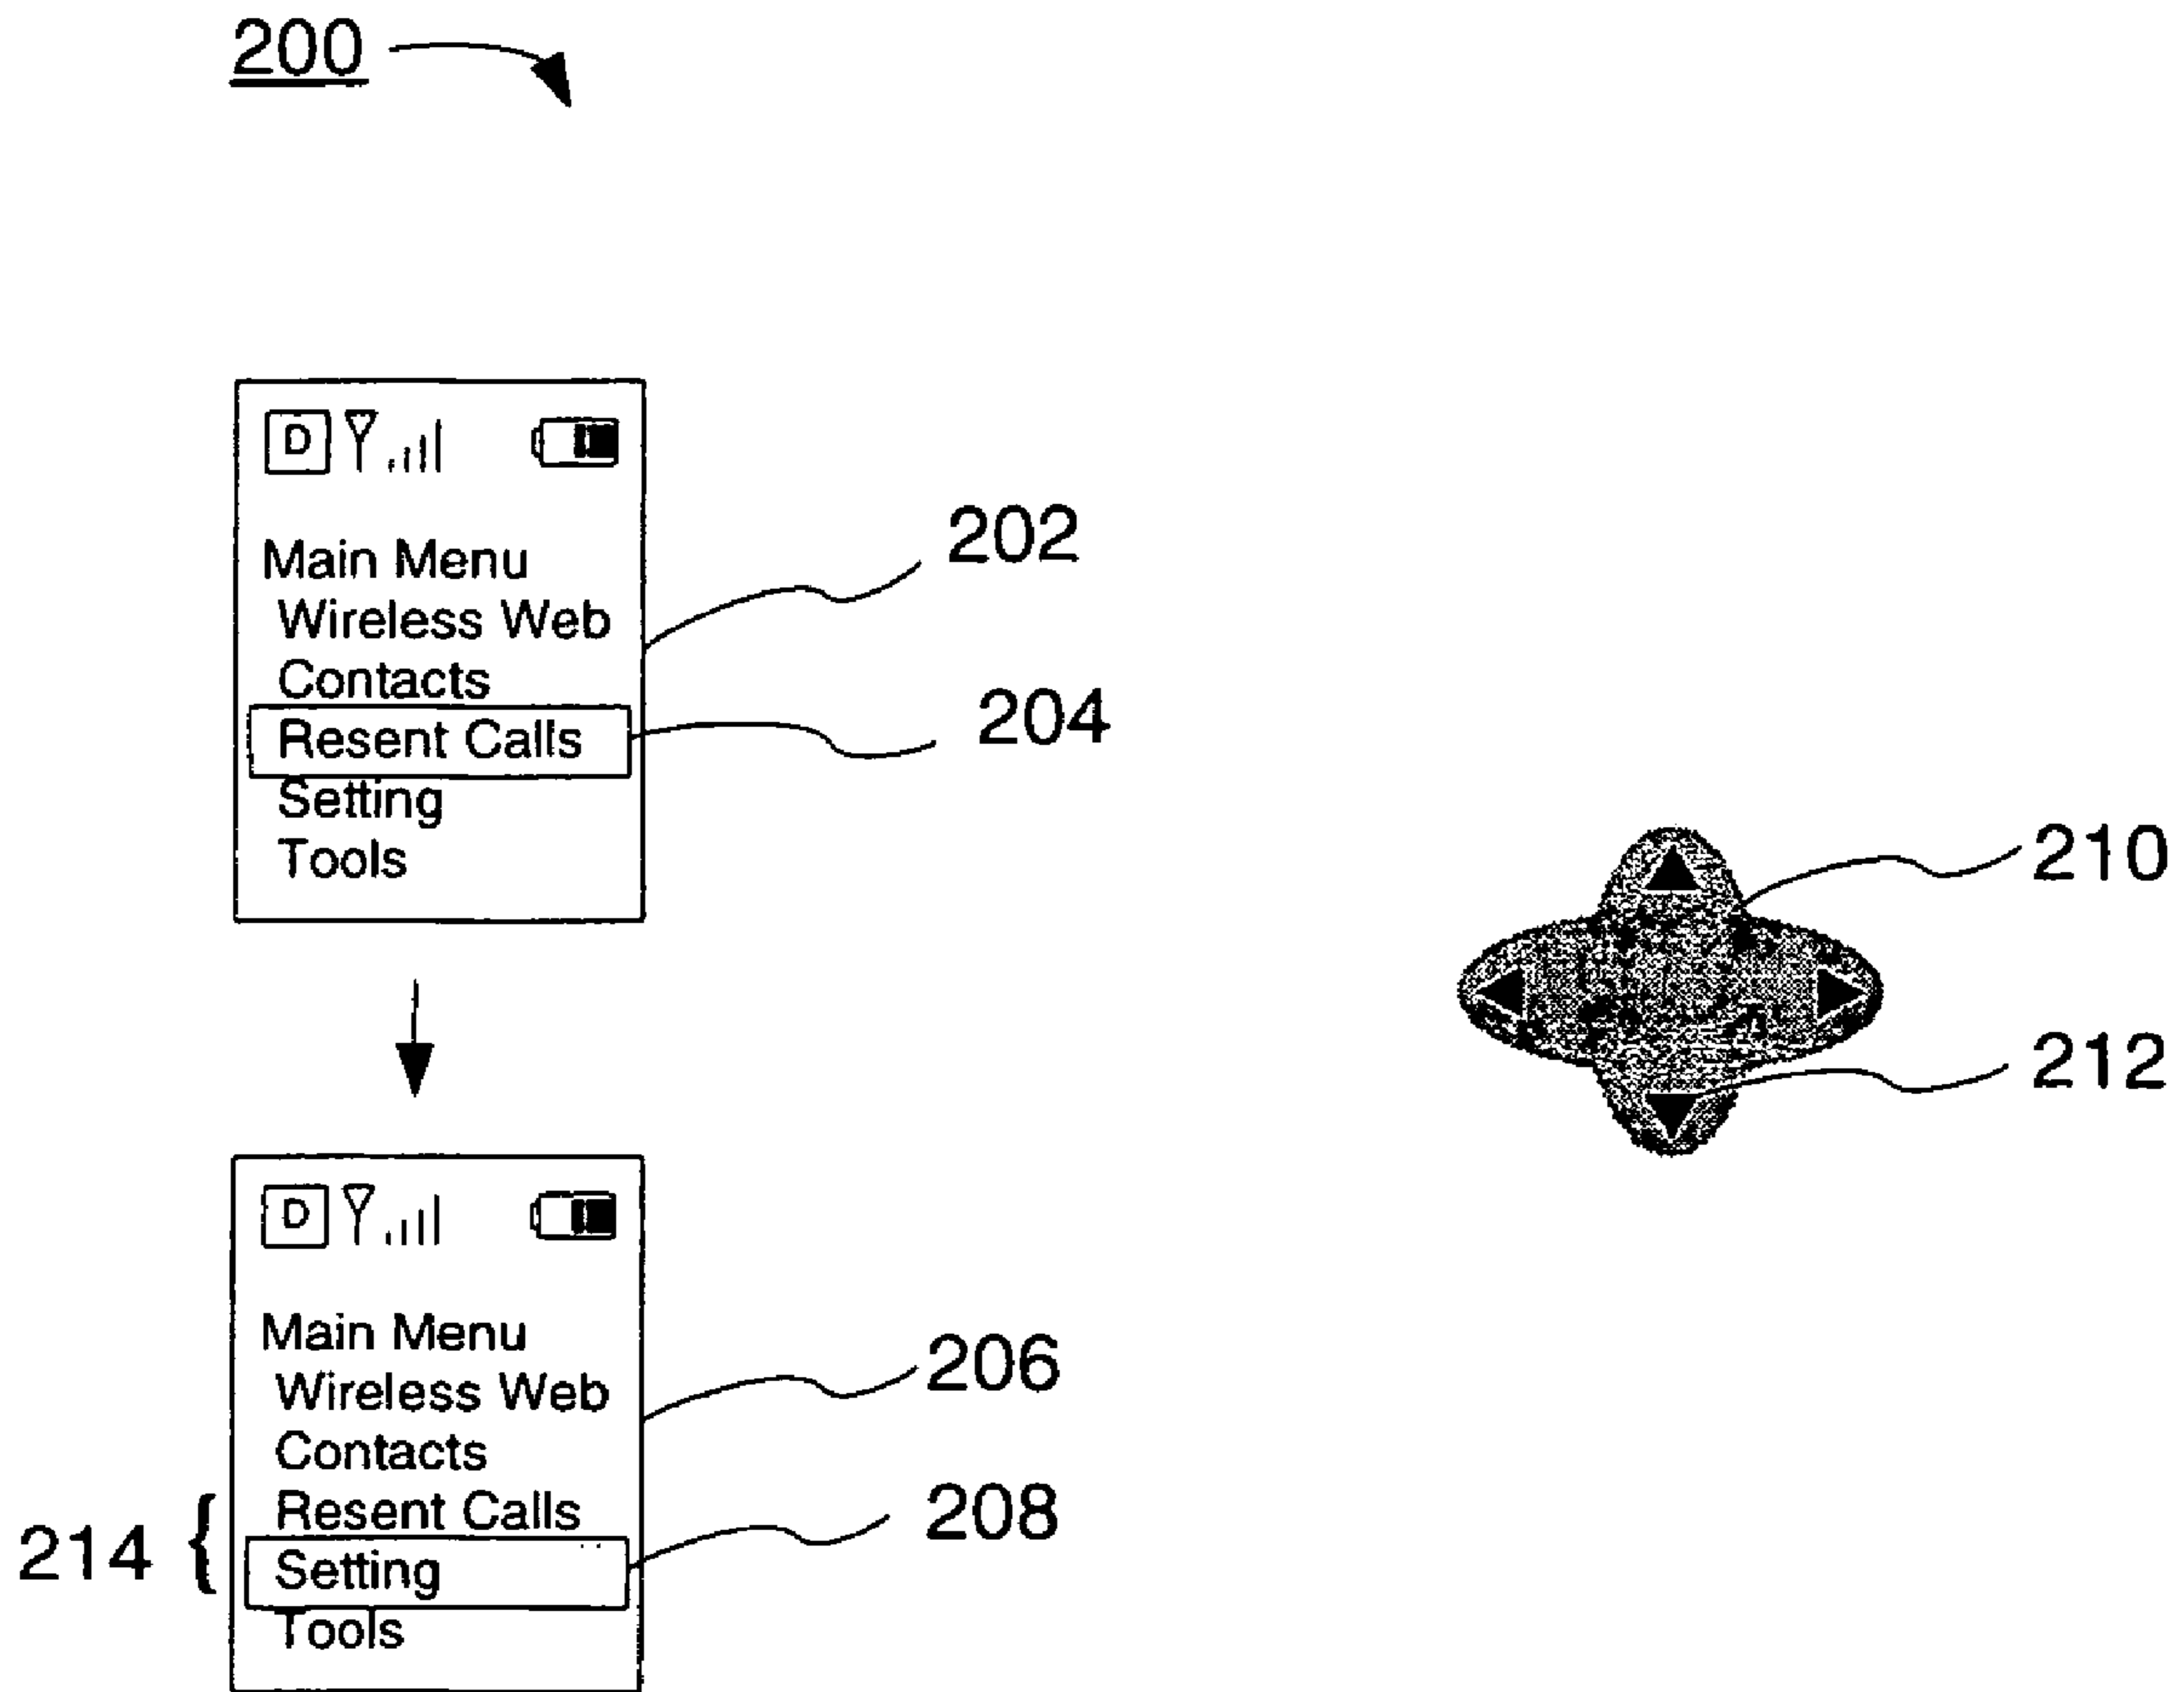 200
D
Main Menu
Wireless Web
Contacts
Resent Calls
Setting
Tools
202
204
210
212
D
Main Menu
Wireless Web
Contacts
Resent Calls
Setting
Tools
206
208
214 {